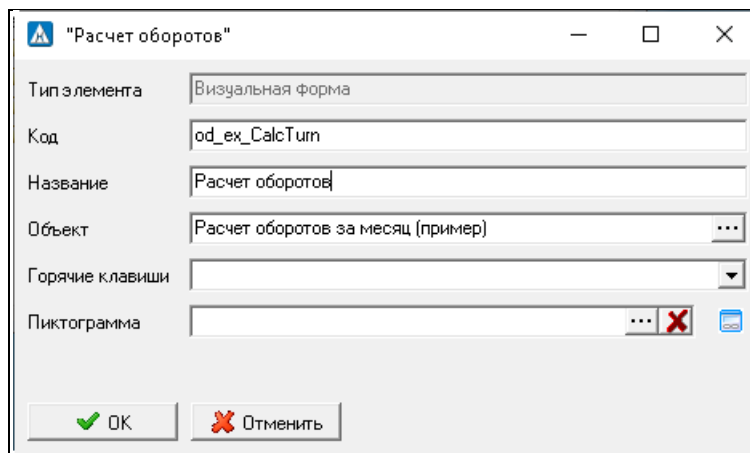 "Расчет оборотов"
Тип элемента Визуальная форма
Код od_ex_CalcTurn
Название Расчет оборотов
Объект Расчет оборотов за месяц (пример) ...
Горячие клавиши
Пиктограмма ...
OK Отменить